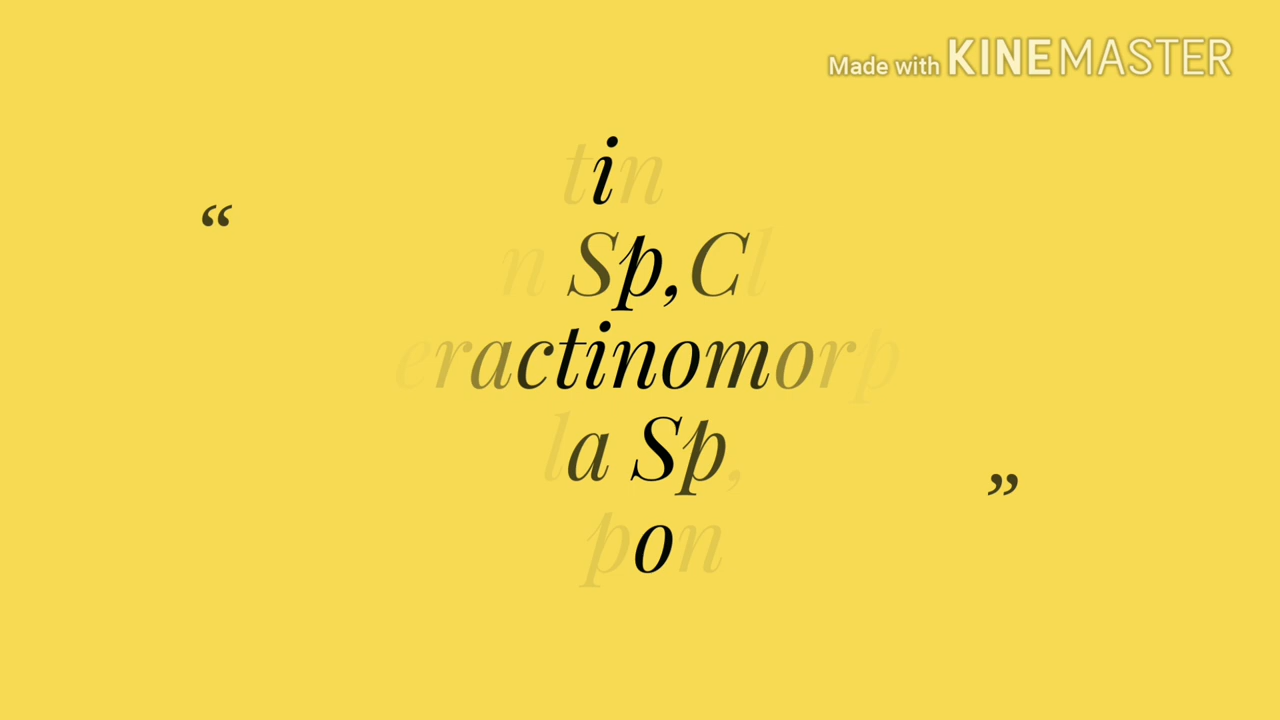 Made with KINEMASTER
“
tin
n Sp,Cl
eractinomorp
la Sp,
”
pon